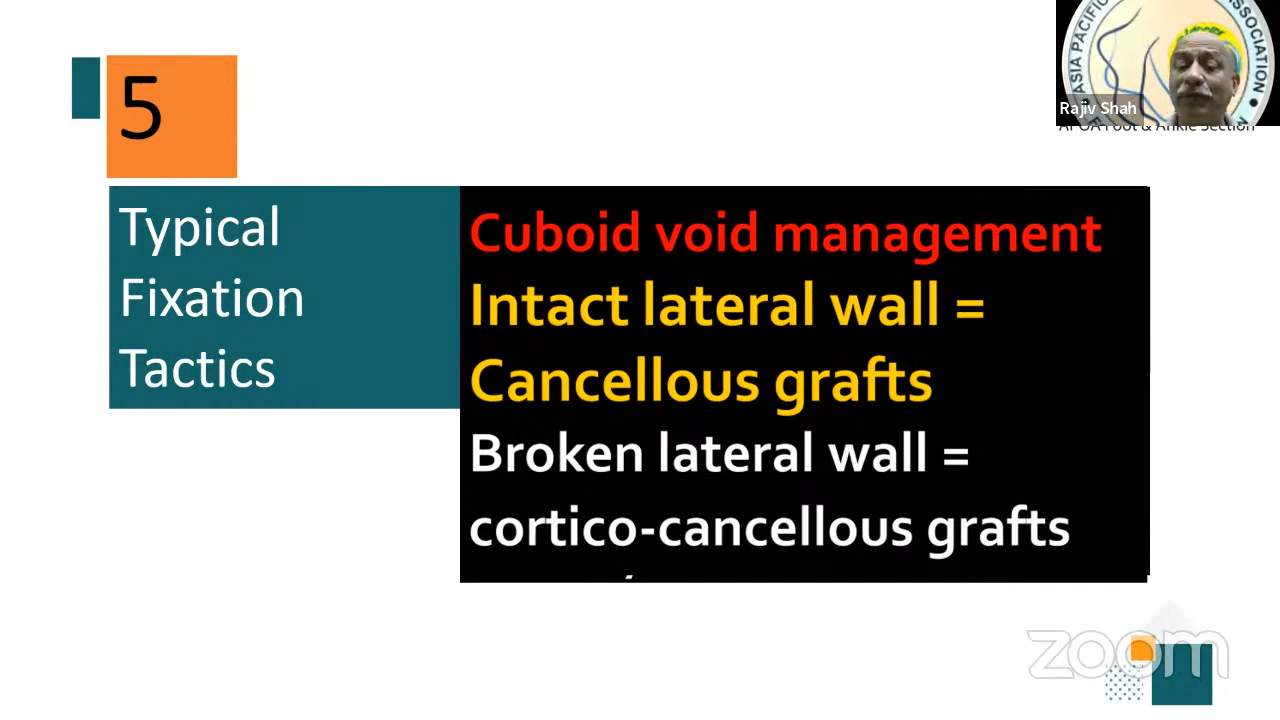 5
Typical
Fixation
Tactics
Cuboid void management
Intact lateral wall =
Cancellous grafts
Broken lateral wall =
cortico-cancellous grafts
ASIA PACIFIC
ASSOCIATION
Rajiv Shah
APOA Foot & Ankle Section
zoom